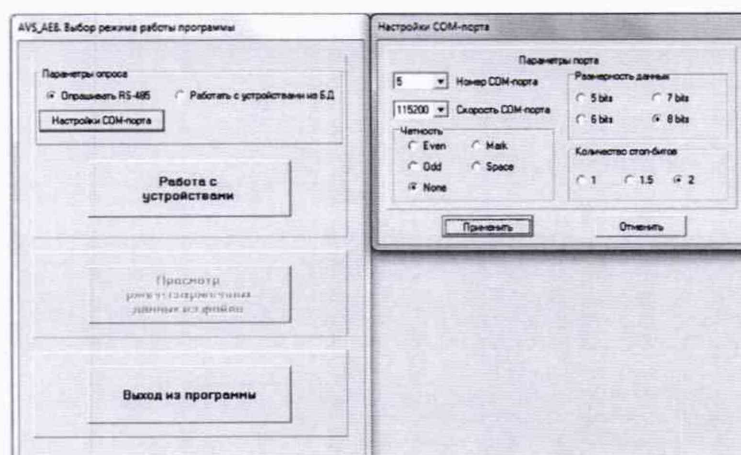 AVS_AEB. Выбор режима работы программы
Параметры опроса
Опрашивать RS-485
Работать с устройствами из БД
Настройки COM-порта
Работа с
устройствами
Просмотр
данных из файла
Выход из программы
Настройки COM-порта
Параметры порта
5
Номер COM-порта
115200
Скорость COM-порта
Четность
Even
Mark
Odd
Space
None
Размерность данных
5 bits
7 bits
6 bits
8 bits
Количество стоп-битов
1
1.5
2
Применить
Отменить